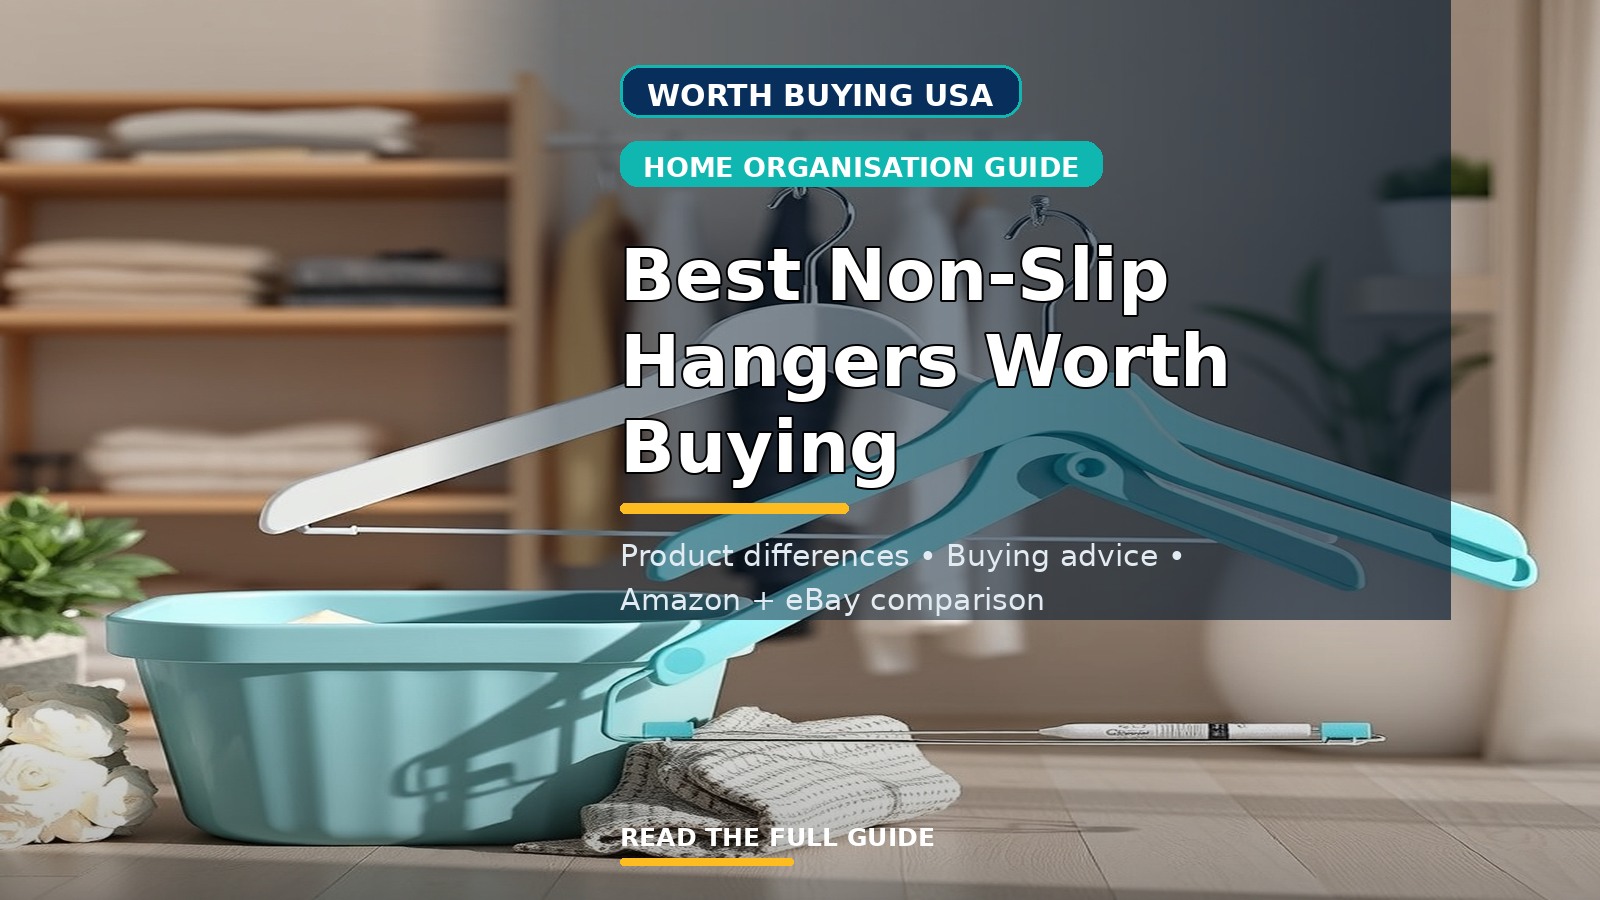 WORTH BUYING USA
HOME ORGANISATION GUIDE
Best Non-Slip
Hangers Worth
Buying
Product differences • Buying advice •
Amazon + eBay comparison
READ THE FULL GUIDE